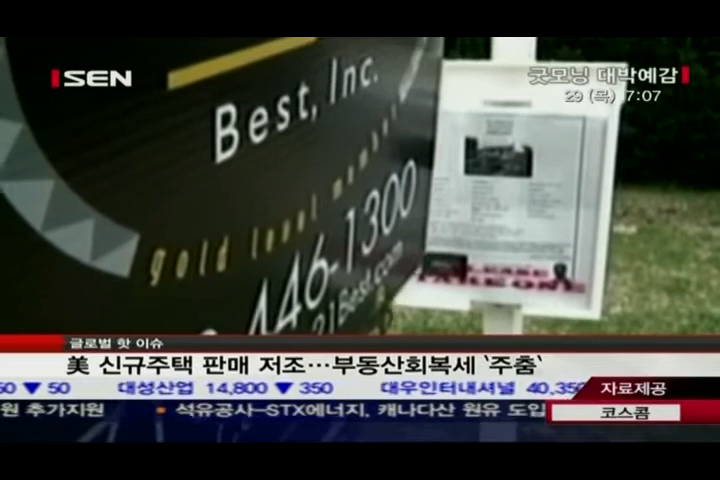 SEN
굿모닝 대박예감
29 (목) 7:07
Best, Inc.
gold level member
446-1300
21Best.com
PLEASE
TAKE ONE
글로벌 핫 이슈
美 신규주택 판매 저조…부동산회복세 '주춤'
50 ▼ 50 대성산업 14,800 ▼ 350 대우인터내셔널 40,350
자료제공
원 추가지원 • 석유공사-STX에너지, 캐나다산 원유 도입
코스콤